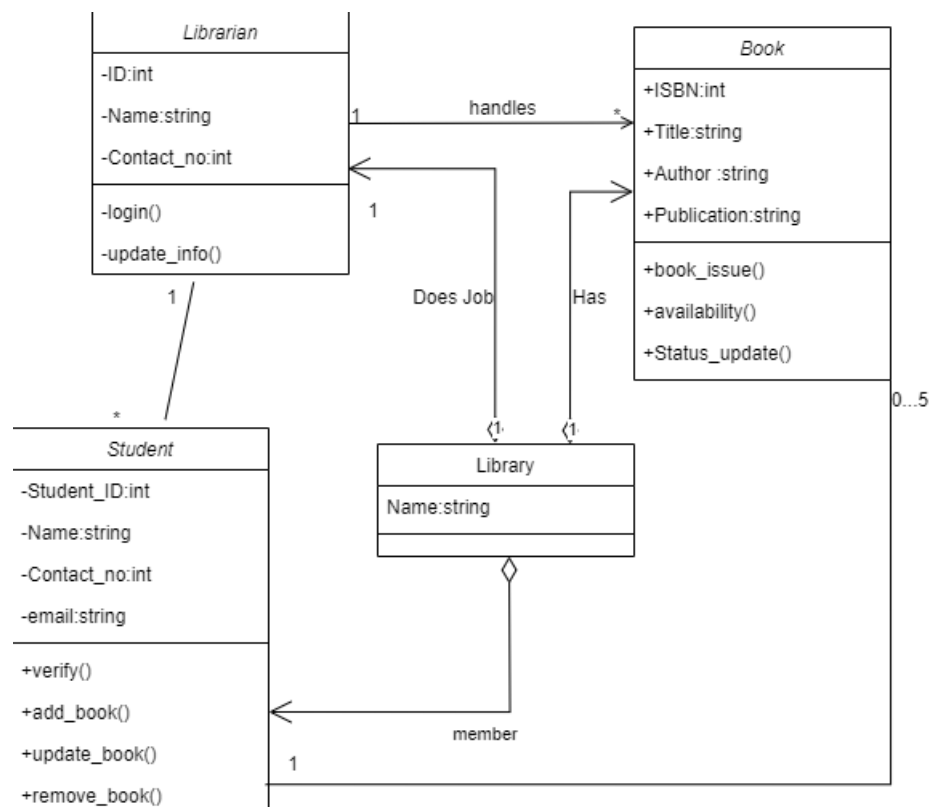 Librarian
-ID:int
-Name:string
-Contact_no:int
-login()
-update_info()
1
handles
*
Book
+ISBN:int
+Title:string
+Author :string
+Publication:string
+book_issue()
+availability()
+Status_update()
1
Does Job
Has
1
0...5
*
1
1
Library
Name:string
Student
-Student_ID:int
-Name:string
-Contact_no:int
-email:string
+verify()
+add_book()
+update_book()
+remove_book()
member
1